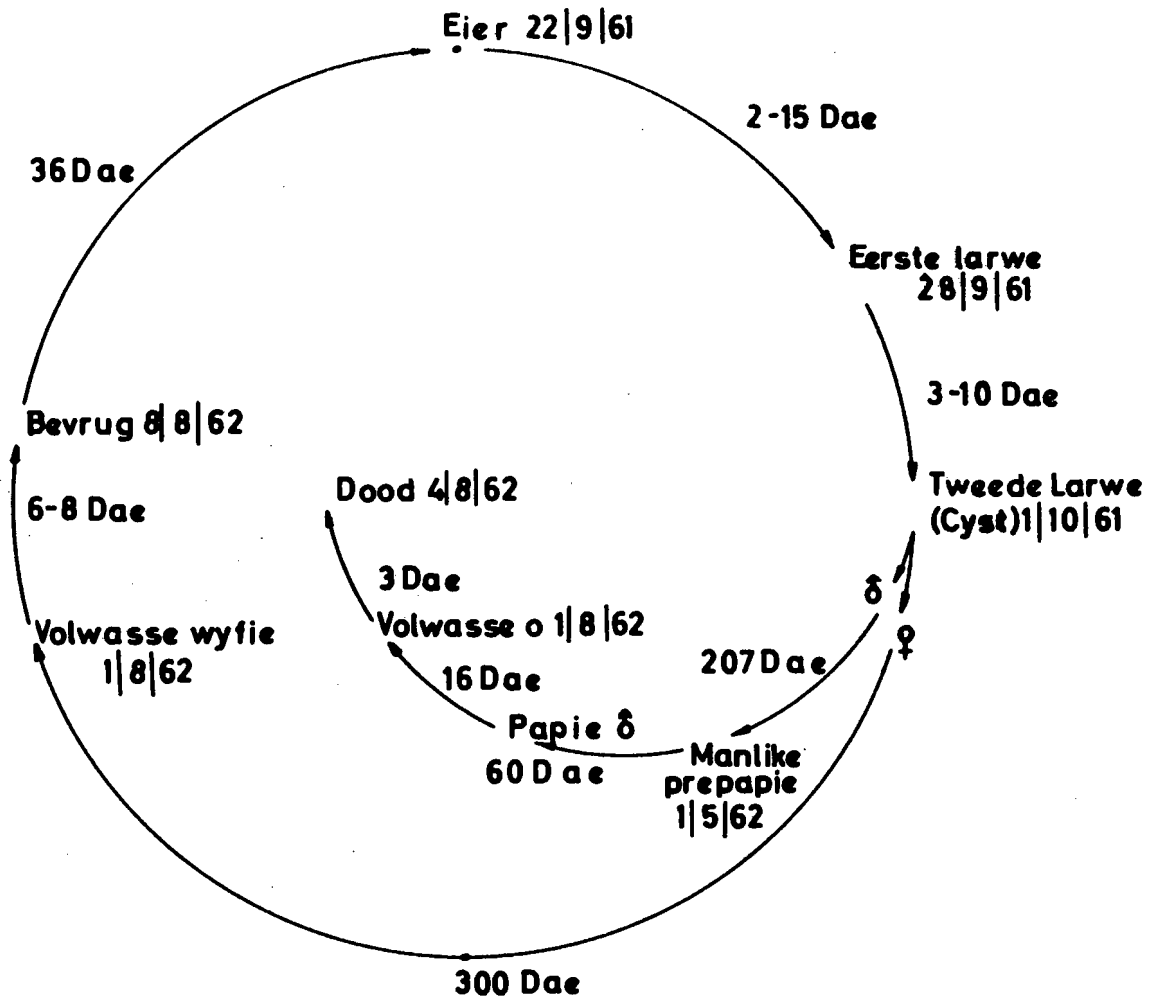 Eier 22|9|61
2-15 Dae
36 Dae
Eerste larwe
28|9|61
3-10 Dae
Bevrug 8|8|62
Tweede Larwe
(Cyst) 1|10|61
Dood 4|8|62
6-8 Dae
3 Dae
♂
Volwasse o 1|8|62
♀
Volwasse wyfie
1|8|62
207 Dae
16 Dae
Papie ♂
Manlike
prepapie
1|5|62
60 Dae
300 Dae